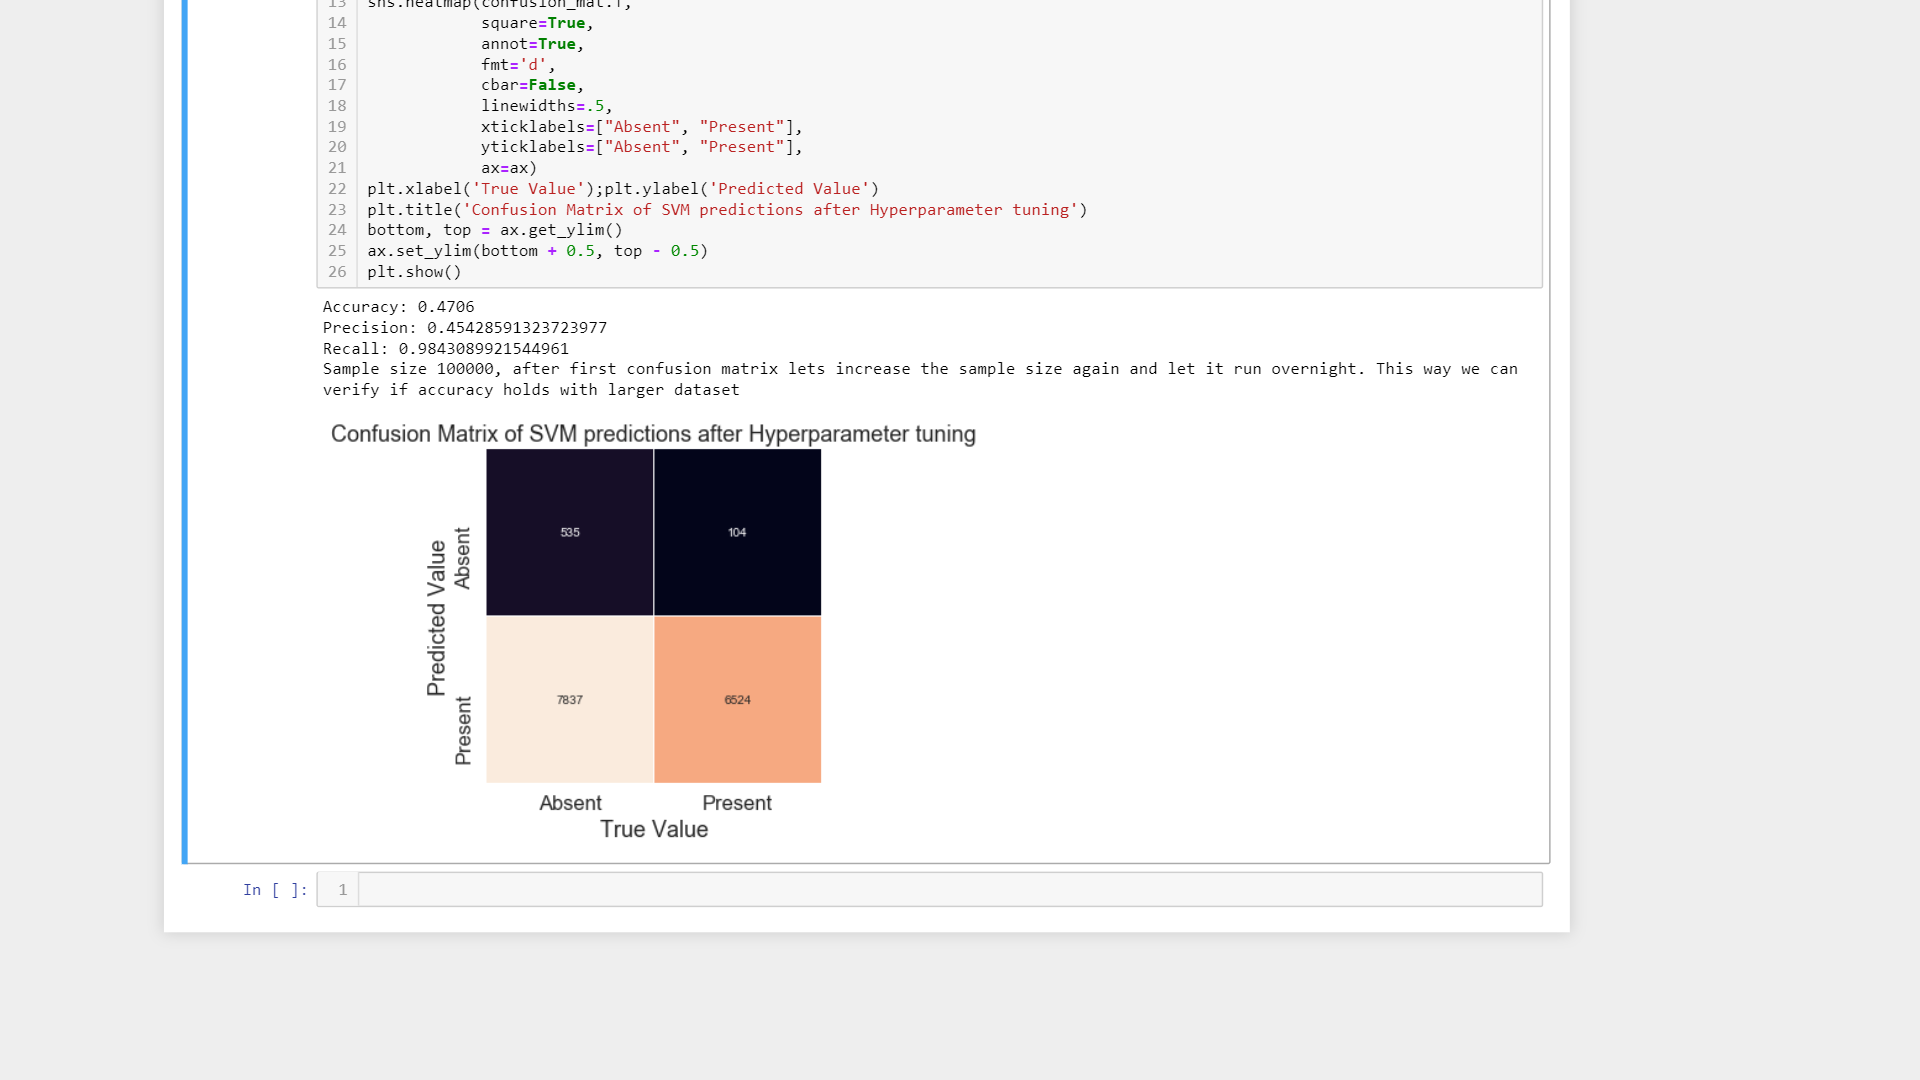 13 sns.heatmap(confusion_mat.T,
14 square=True,
15 annot=True,
16 fmt='d',
17 cbar=False,
18 linewidths=.5,
19 xticklabels=["Absent", "Present"],
20 yticklabels=["Absent", "Present"],
21 ax=ax)
22 plt.xlabel('True Value');plt.ylabel('Predicted Value')
23 plt.title('Confusion Matrix of SVM predictions after Hyperparameter tuning')
24 bottom, top = ax.get_ylim()
25 ax.set_ylim(bottom + 0.5, top - 0.5)
26 plt.show()
Accuracy: 0.4706
Precision: 0.45428591323723977
Recall: 0.9843089921544961
Sample size 100000, after first confusion matrix lets increase the sample size again and let it run overnight. This way we can
verify if accuracy holds with larger dataset
Confusion Matrix of SVM predictions after Hyperparameter tuning
Predicted Value
Absent
535 104
Present
7837 6524
Absent Present
True Value
In [ ]: 1